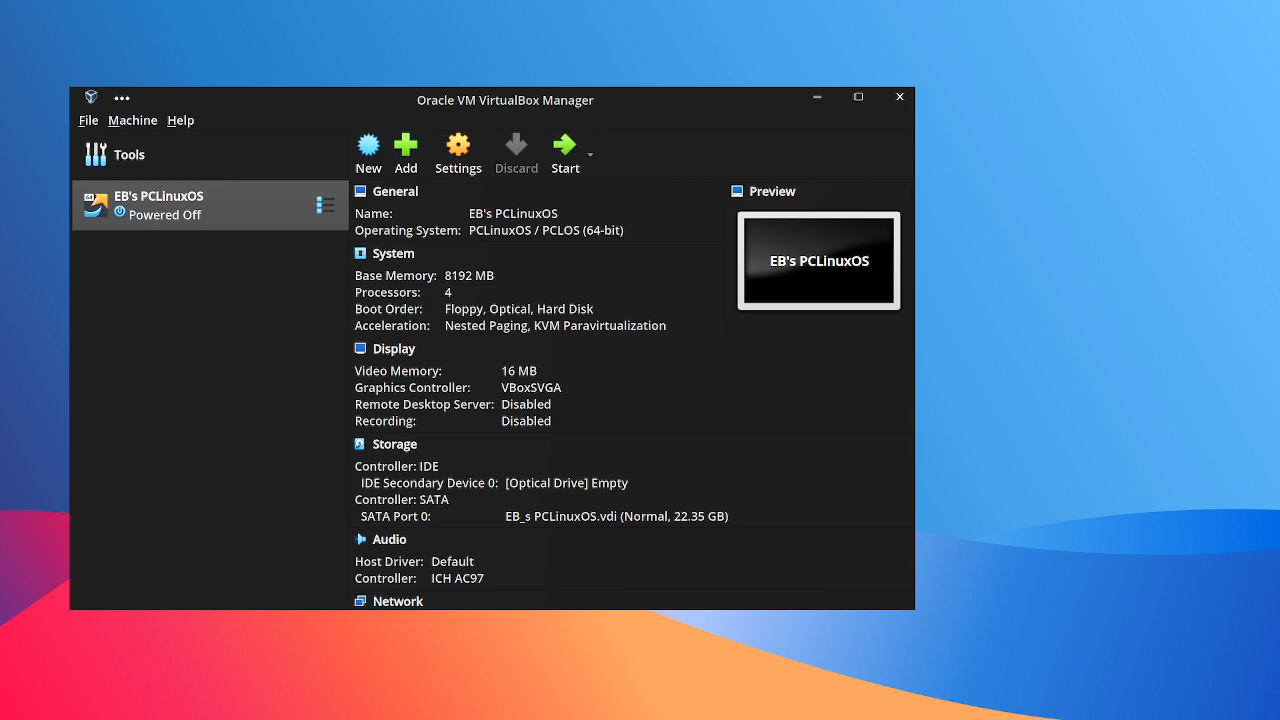 Oracle VM VirtualBox Manager
File Machine Help
Tools
New Add Settings Discard Start
EB's PCLinuxOS
Powered Off
General
Name: EB's PCLinuxOS
Operating System: PCLinuxOS / PCLOS (64-bit)
Preview
EB's PCLinuxOS
System
Base Memory: 8192 MB
Processors: 4
Boot Order: Floppy, Optical, Hard Disk
Acceleration: Nested Paging, KVM Paravirtualization
Display
Video Memory: 16 MB
Graphics Controller: VBoxSVGA
Remote Desktop Server: Disabled
Recording: Disabled
Storage
Controller: IDE
IDE Secondary Device 0: [Optical Drive] Empty
Controller: SATA
SATA Port 0: EB_s PCLinuxOS.vdi (Normal, 22.35 GB)
Audio
Host Driver: Default
Controller: ICH AC97
Network